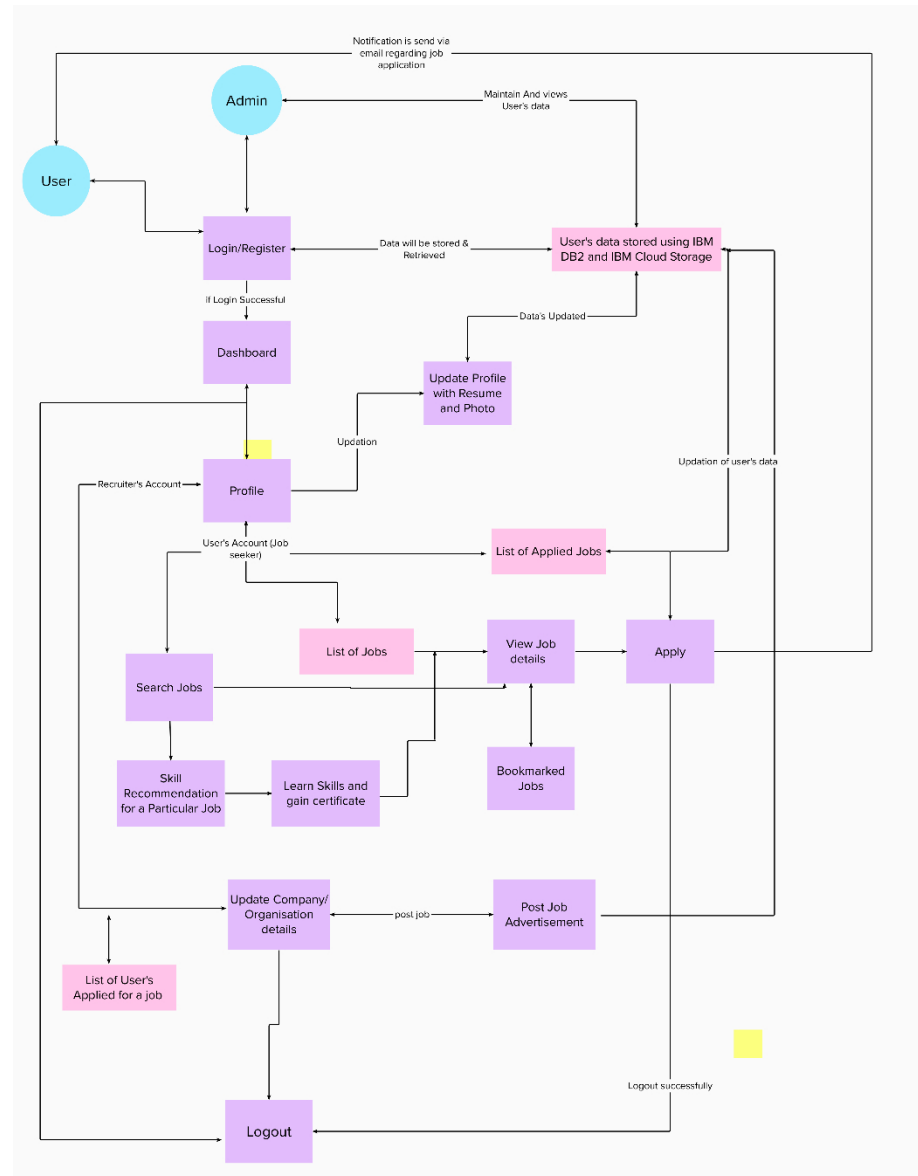 Notification is send via
email regarding job
application
Admin
Maintain And views
User's data
User
Login/Register
Data will be stored &
Retrieved
User's data stored using IBM
DB2 and IBM Cloud Storage
If Login Successful
Data's Updated
Dashboard
Update Profile
with Resume
and Photo
Updation
Updation of user's data
Recruiter's Account
Profile
User's Account (Job
seeker)
List of Applied Jobs
List of Jobs
View Job
details
Apply
Search Jobs
Skill
Recommendation
for a Particular Job
Learn Skills and
gain certificate
Bookmarked
Jobs
Update Company/
Organisation
details
post job
Post Job
Advertisement
List of User's
Applied for a job
Logout successfully
Logout